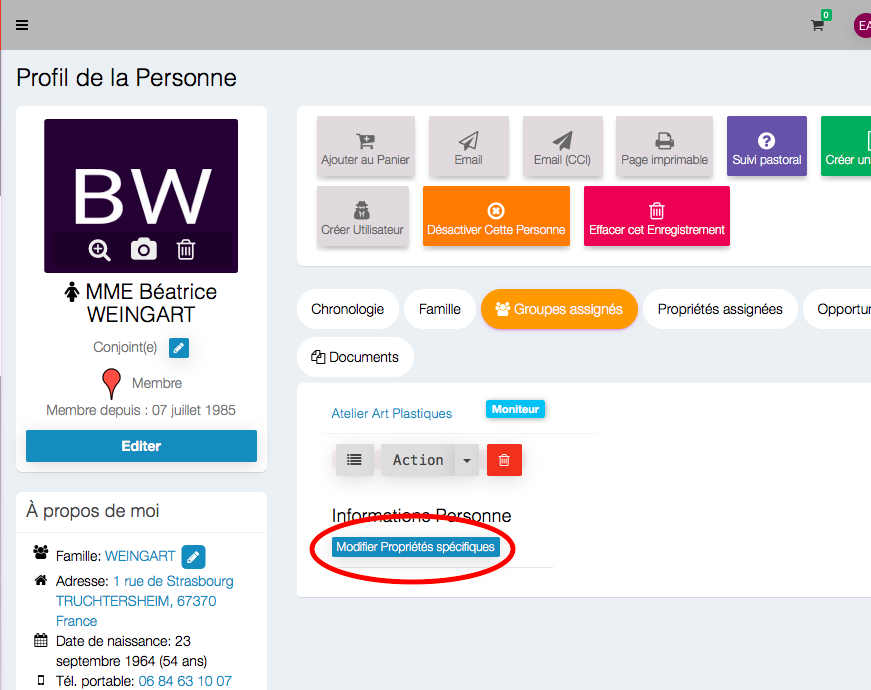 0
EA
Profil de la Personne
BW
MME Béatrice
WEINGART
Conjoint(e)
Membre
Membre depuis : 07 juillet 1985
Editer
À propos de moi
Famille: WEINGART
Adresse: 1 rue de Strasbourg
TRUCHTERSHEIM, 67370
France
Date de naissance: 23
septembre 1964 (54 ans)
Tél. portable: 06 84 63 10 07
Ajouter au Panier
Email
Email (CCI)
Page imprimable
Suivi pastoral
Créer un
Créer Utilisateur
Désactiver Cette Personne
Effacer cet Enregistrement
Chronologie
Famille
Groupes assignés
Propriétés assignées
Opportun
Documents
Atelier Art Plastiques
Moniteur
Action
Informations Personne
Modifier Propriétés spécifiques